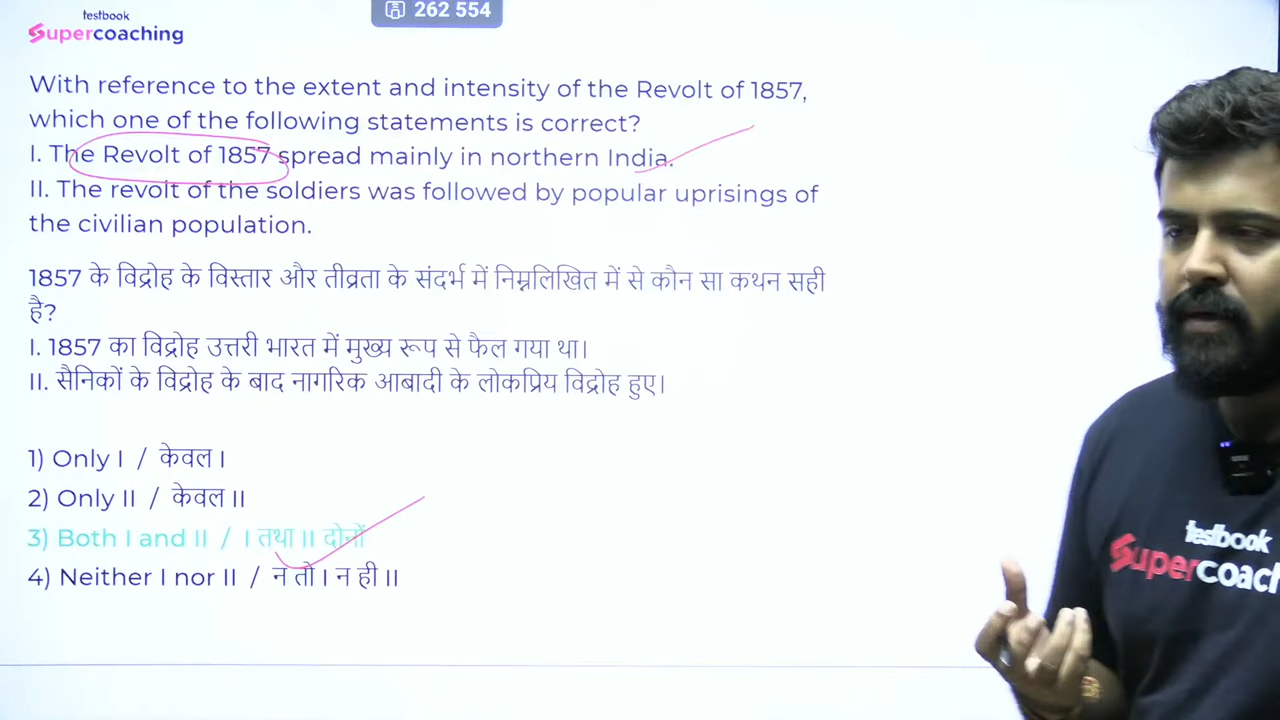 testbook
Supercoaching
262 554
With reference to the extent and intensity of the Revolt of 1857,
which one of the following statements is correct?
I. The Revolt of 1857 spread mainly in northern India.
II. The revolt of the soldiers was followed by popular uprisings of
the civilian population.
1857 के विद्रोह के विस्तार और तीव्रता के संदर्भ में निम्नलिखित में से कौन सा कथन सही
है?
I. 1857 का विद्रोह उत्तरी भारत में मुख्य रूप से फैल गया था।
II. सैनिकों के विद्रोह के बाद नागरिक आबादी के लोकप्रिय विद्रोह हुए।
1) Only I / केवल I
2) Only II / केवल II
3) Both I and II / I तथा II दोनों
4) Neither I nor II / न तो I न ही II
testbook
Supercoach